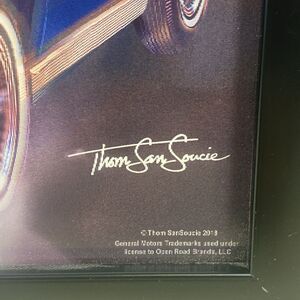 Thom SanSoucie
© Thom SanSoucie 2018
General Motors Trademarks used under
license to Open Road Brands, LLC